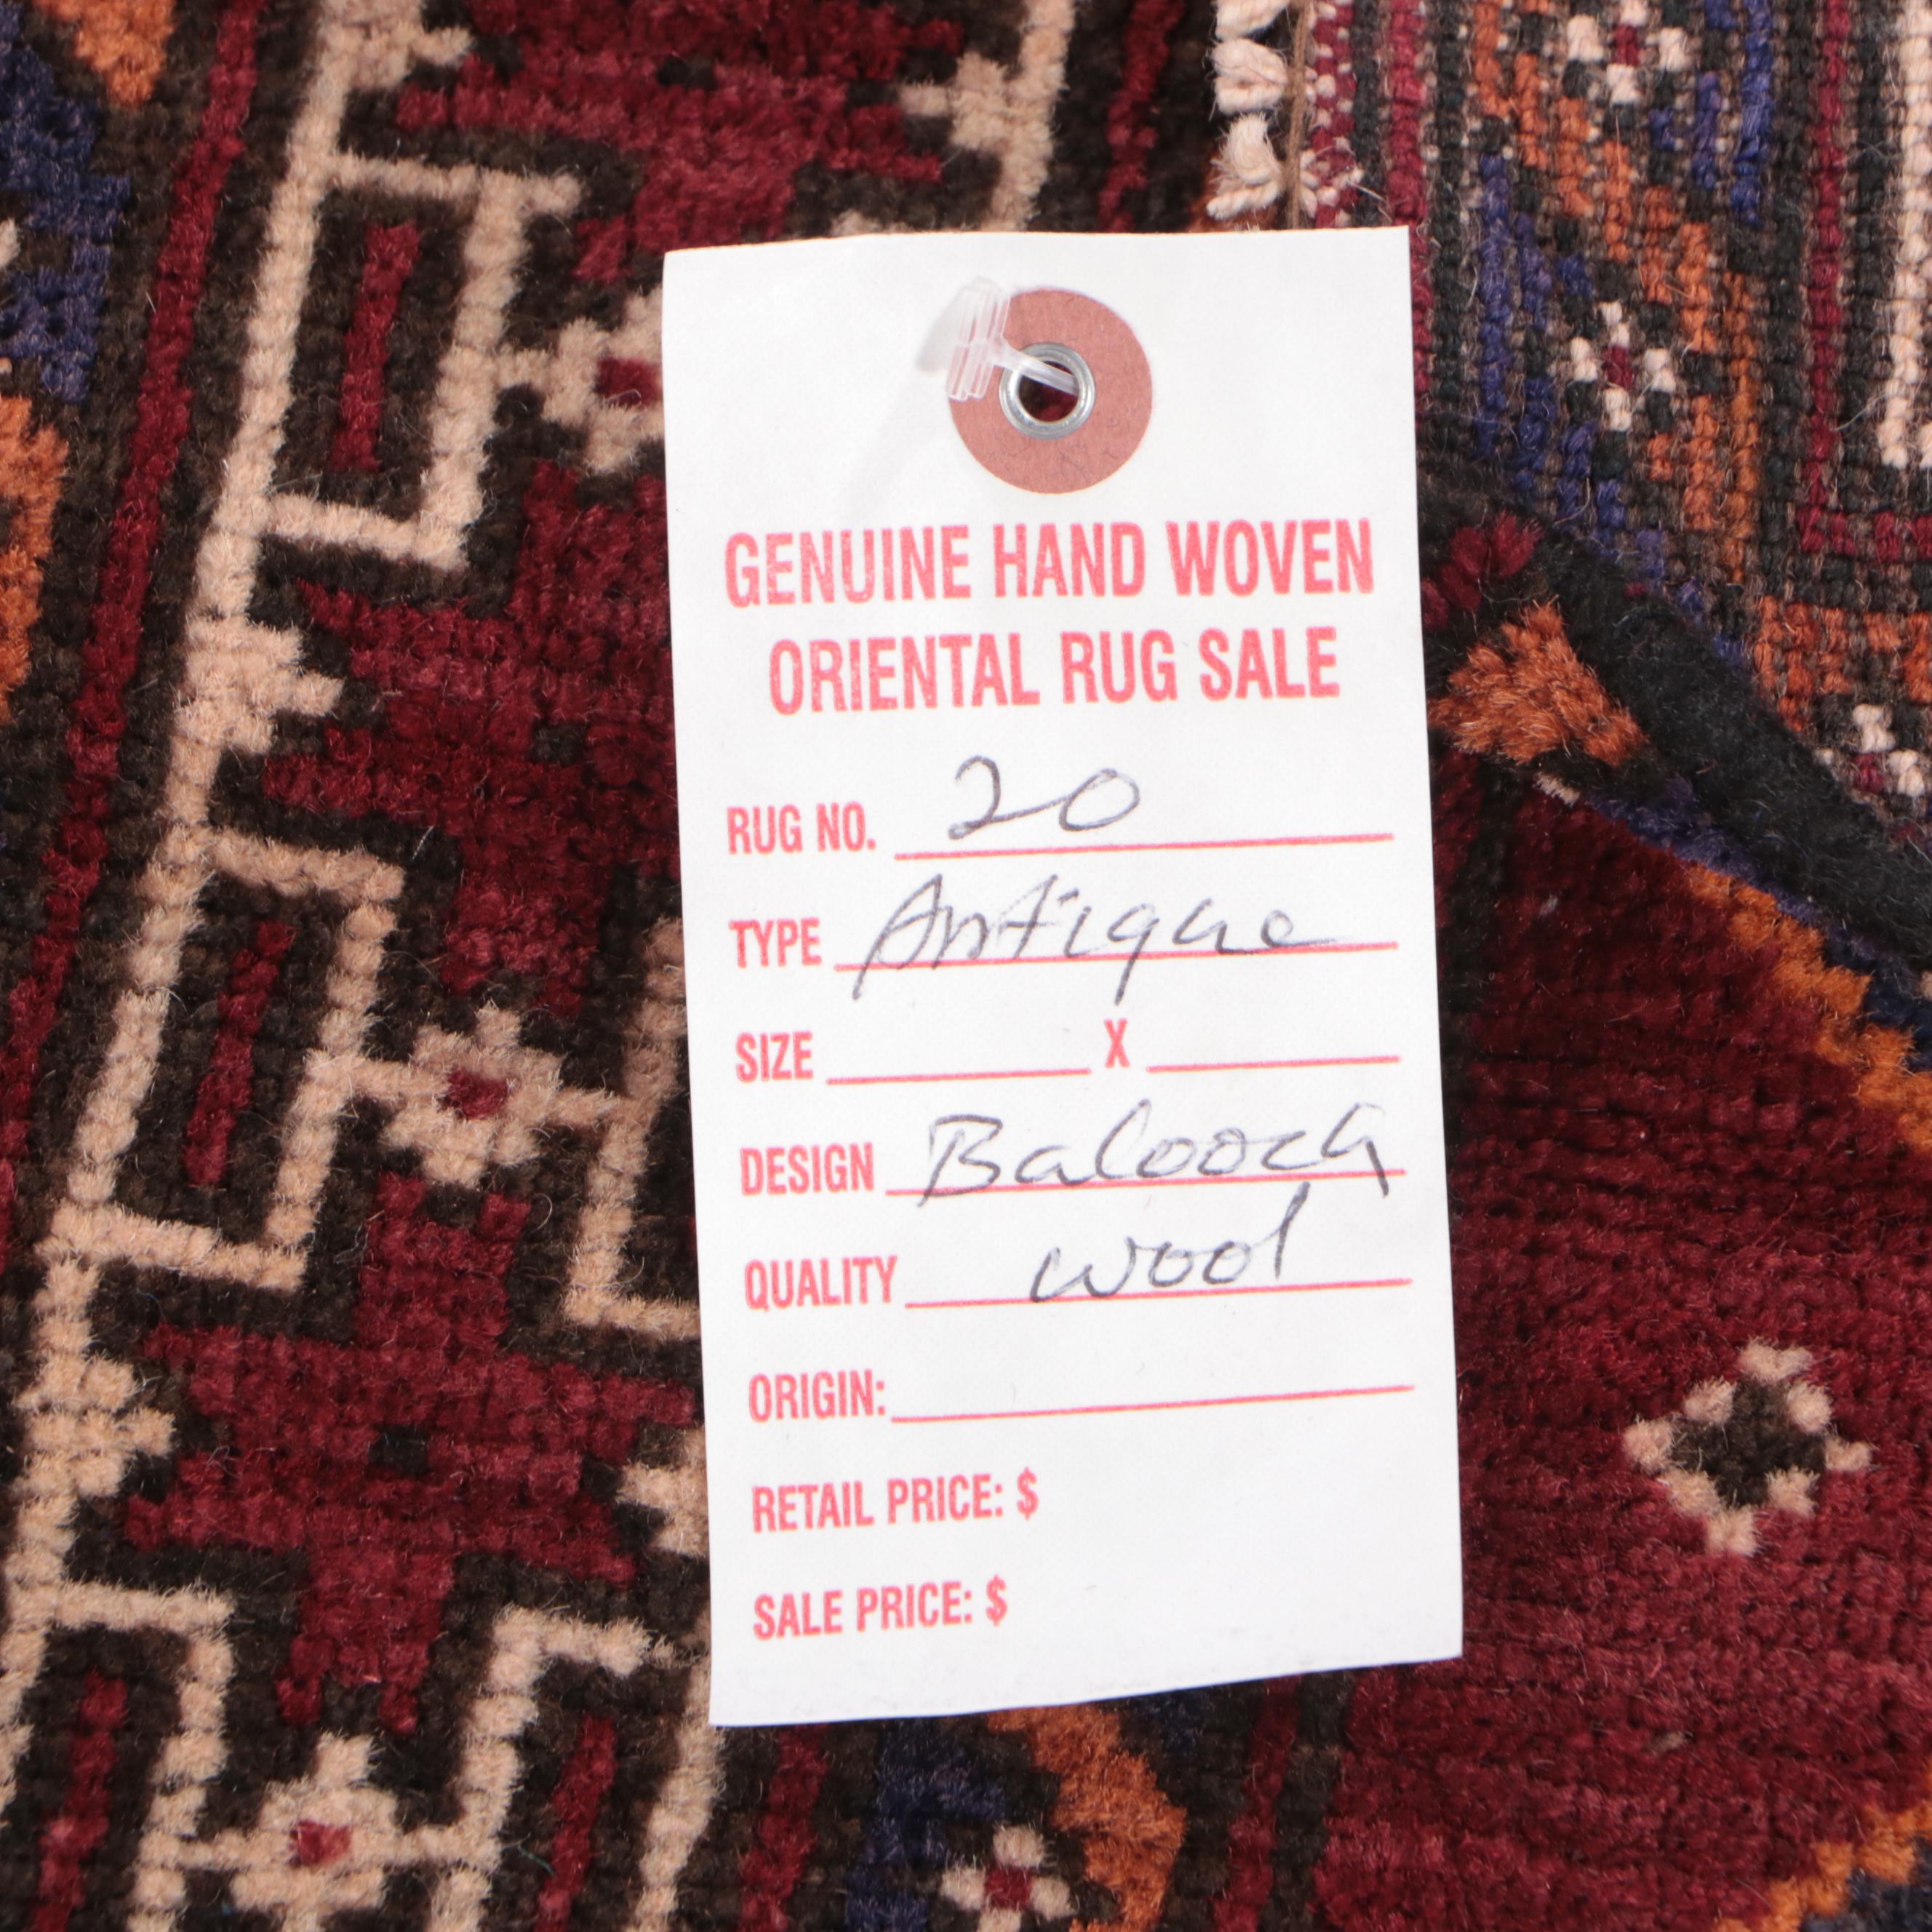 GENUINE HAND WOVEN
ORIENTAL RUG SALE
RUG NO. 20
TYPE Antique
SIZE X
DESIGN Balooch
QUALITY wool
ORIGIN:
RETAIL PRICE: $
SALE PRICE: $